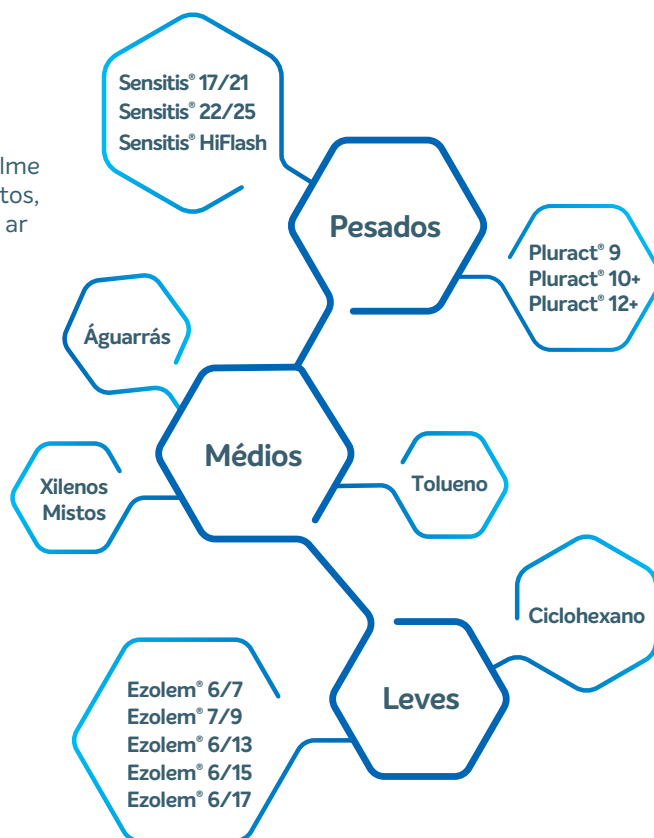 Sensitis® 17/21
Sensitis® 22/25
Sensitis® HiFlash
lme
tos,
ar
Pesados
Pluract® 9
Pluract® 10+
Pluract® 12+
Águarrás
Médios
Xilenos
Mistos
Tolueno
Ciclohexano
Ezolem® 6/7
Ezolem® 7/9
Ezolem® 6/13
Ezolem® 6/15
Ezolem® 6/17
Leves